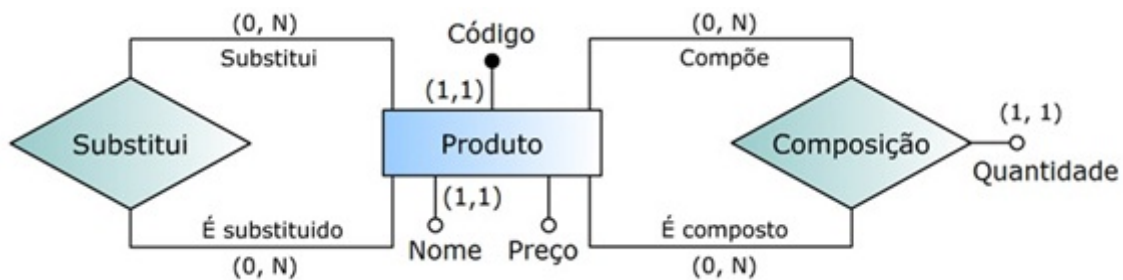 (0, N)
Substitui
Código
(0, N)
Compõe
(1,1)
(1, 1)
Substitui
Produto
Composição
Quantidade
(1,1)
É substituido
Nome
Preço
É composto
(0, N)
(0, N)